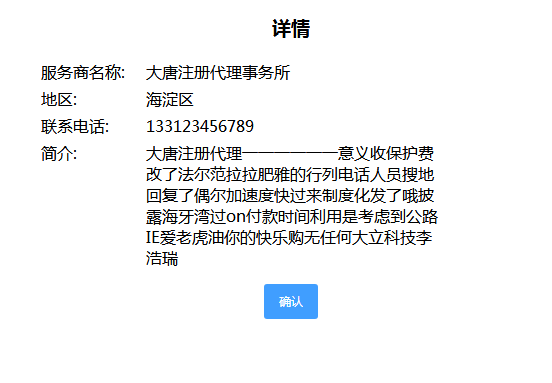 详情
服务商名称: 大唐注册代理事务所
地区: 海淀区
联系电话: 133123456789
简介: 大唐注册代理——————意义收保护费
改了法尔范拉拉肥雅的行列电话人员搜地
回复了偶尔加速度快过来制度化发了哦披
露海牙湾过on付款时间利用是考虑到公路
IE爱老虎油你的快乐购无任何大立科技李
浩瑞
确认